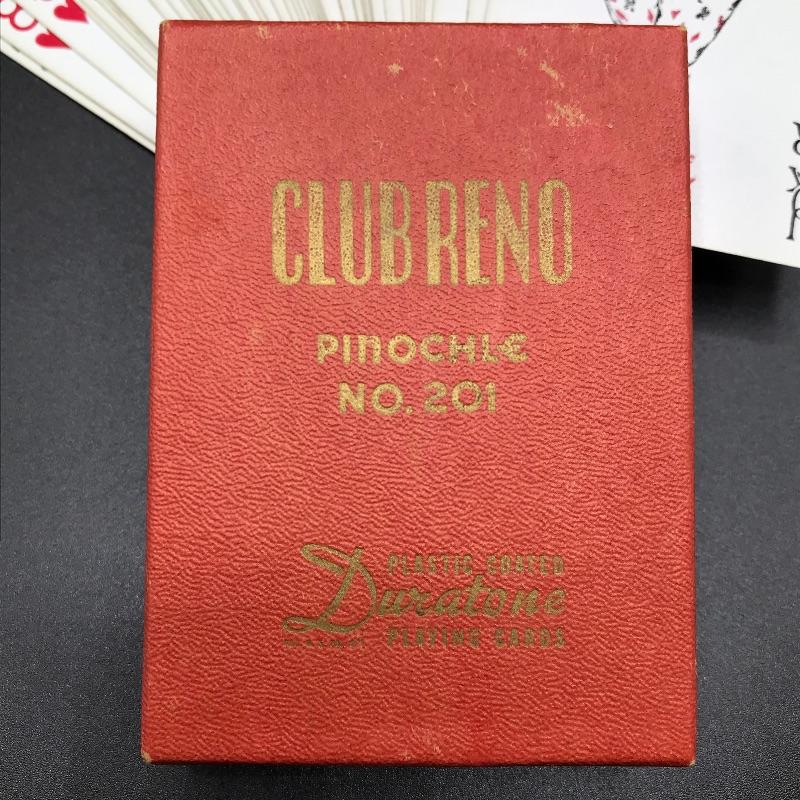 CLUB RENO
PINOCHLE
NO. 201
PLASTIC COATED
Duratone
PLAYING CARDS